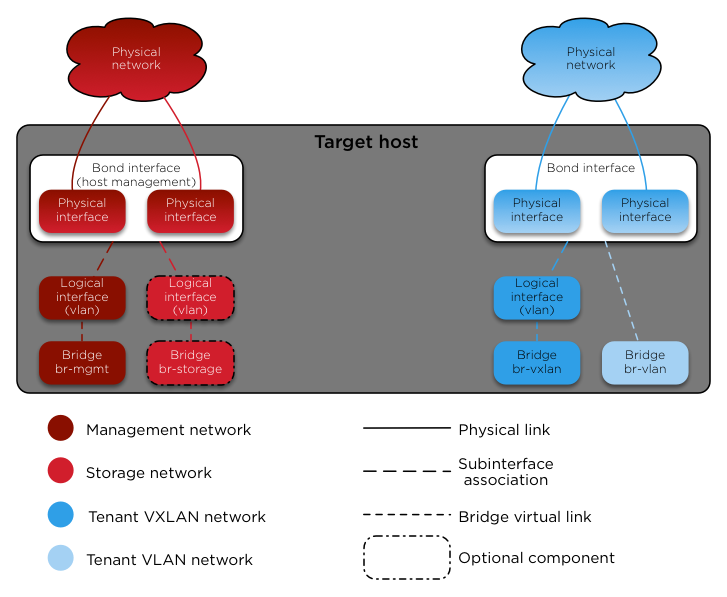 Physical
network
Physical
network
Target host
Bond interface
(host management)
Bond interface
Physical
interface
Physical
interface
Physical
interface
Physical
interface
Logical
interface
(vlan)
Logical
interface
(vlan)
Logical
interface
(vlan)
Bridge
br-mgmt
Bridge
br-storage
Bridge
br-vxlan
Bridge
br-vlan
Management network
Storage network
Tenant VXLAN network
Tenant VLAN network
Physical link
Subinterface
association
Bridge virtual link
Optional component